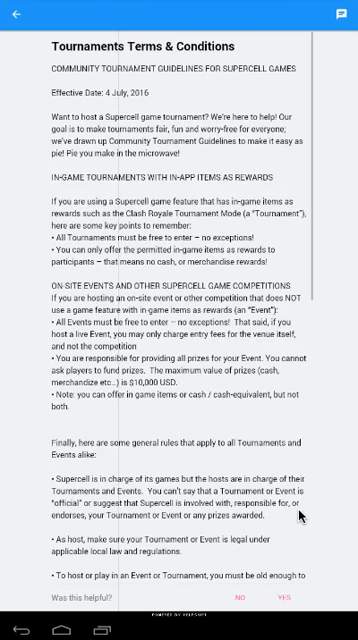 Tournaments Terms & Conditions
COMMUNITY TOURNAMENT GUIDELINES FOR SUPERCELL GAMES
Effective Date: 4 July, 2016
Want to host a Supercell game tournament? We're here to help! Our
goal is to make tournaments fair, fun and worry-free for everyone;
we've drawn up Community Tournament Guidelines to make it easy as
pie! Pie you make in the microwave!
IN-GAME TOURNAMENTS WITH IN-APP ITEMS AS REWARDS
If you are using a Supercell game feature that has in-game items as
rewards such as the Clash Royale Tournament Mode (a "Tournament"),
here are some key points to remember:
• All Tournaments must be free to enter – no exceptions!
• You can only offer the permitted in-game items as rewards to
participants – that means no cash, or merchandise rewards!
ON-SITE EVENTS AND OTHER SUPERCELL GAME COMPETITIONS
If you are hosting an on-site event or other competition that does NOT
use a game feature with in-game items as rewards (an "Event"):
• All Events must be free to enter – no exceptions!  That said, if you
host a live Event, you may only charge entry fees for the venue itself,
and not the competition
• You are responsible for providing all prizes for your Event. You cannot
ask players to fund prizes.  The maximum value of prizes (cash,
merchandize etc..) is $10,000 USD.
• Note: you can offer in game items or cash / cash-equivalent, but not
both.
Finally, here are some general rules that apply to all Tournaments and
Events alike:
• Supercell is in charge of its games but the hosts are in charge of their
Tournaments and Events.  You can't say that a Tournament or Event is
"official" or suggest that Supercell is involved with, responsible for, or
endorses, your Tournament or Event or any prizes awarded.
• As host, make sure your Tournament or Event is legal under
applicable local law and regulations.
• To host or play in an Event or Tournament, you must be old enough to
Was this helpful?
NO
YES
POWERED BY HELPSHIFT